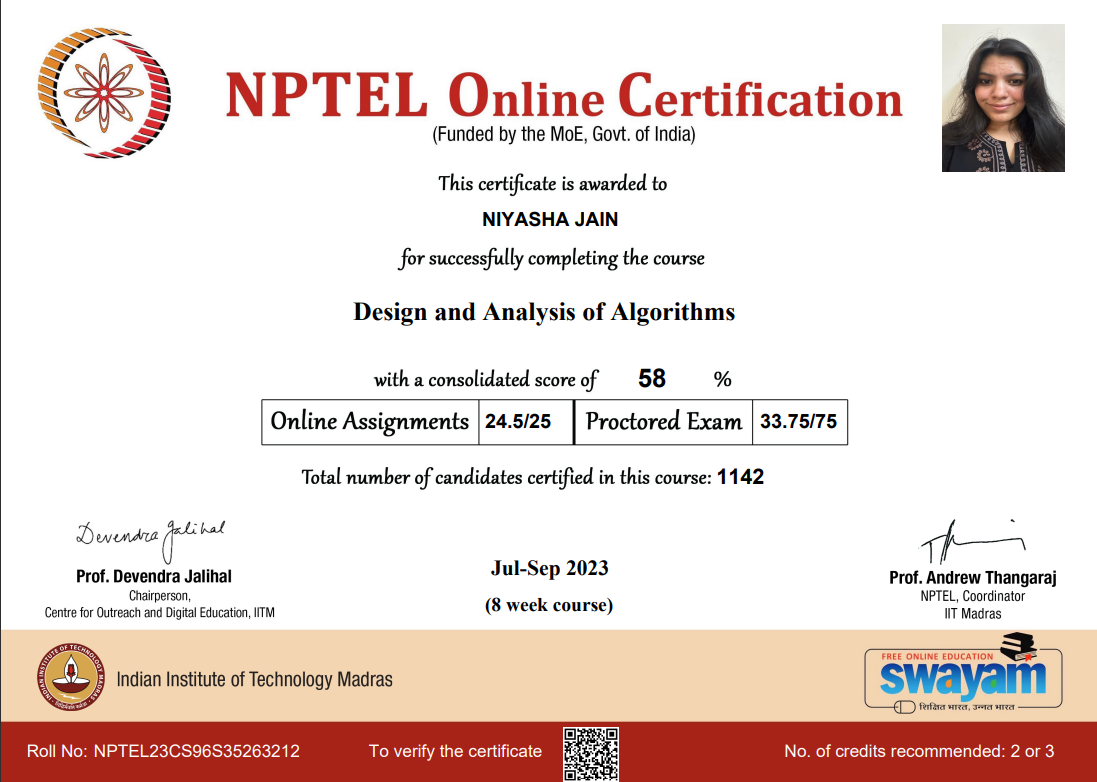 NPTEL Online Certification
(Funded by the MoE, Govt. of India)
This certificate is awarded to
NIYASHA JAIN
for successfully completing the course
Design and Analysis of Algorithms
with a consolidated score of 58 %
Online Assignments 24.5/25 Proctored Exam 33.75/75
Total number of candidates certified in this course: 1142
Devendra Jalihal
Prof. Devendra Jalihal
Chairperson,
Centre for Outreach and Digital Education, IITM
Jul-Sep 2023
(8 week course)
Prof. Andrew Thangaraj
NPTEL, Coordinator
IIT Madras
INDIAN INSTITUTE OF TECHNOLOGY MADRAS
Indian Institute of Technology Madras
FREE ONLINE EDUCATION
swayam
शिक्षित भारत, उन्नत भारत
Roll No: NPTEL23CS96S35263212
To verify the certificate
No. of credits recommended: 2 or 3